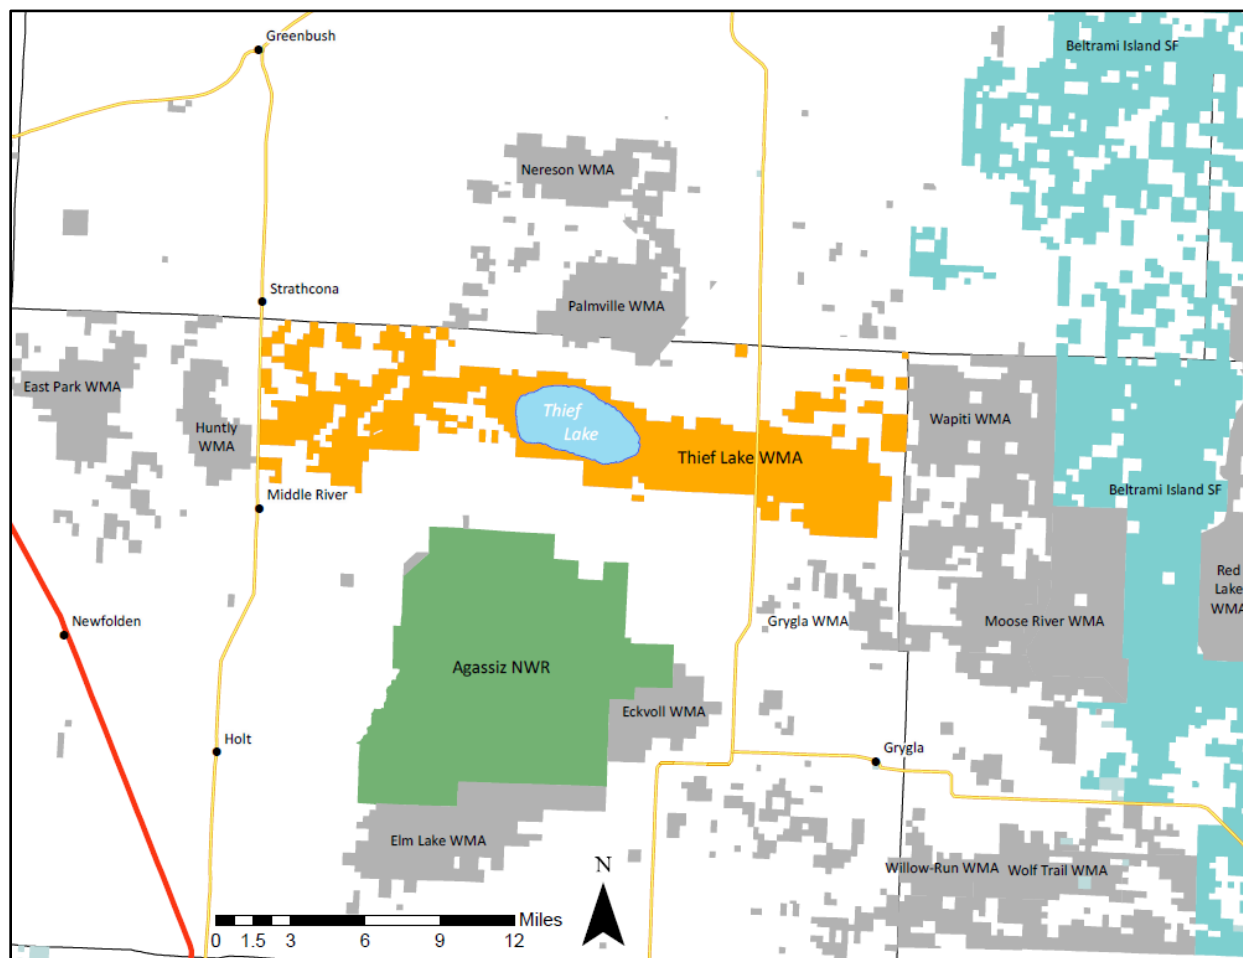 Greenbush
Beltrami Island SF
Nereson WMA
Strathcona
Palmville WMA
East Park WMA
Thief
Lake
Huntly
WMA
Wapiti WMA
Thief Lake WMA
Middle River
Beltrami Island SF
Red
Lake
WMA
Newfolden
Grygla WMA
Moose River WMA
Agassiz NWR
Eckvoll WMA
Holt
Grygla
Elm Lake WMA
Willow-Run WMA
Wolf Trail WMA
N
Miles
0 1.5 3 6 9 12